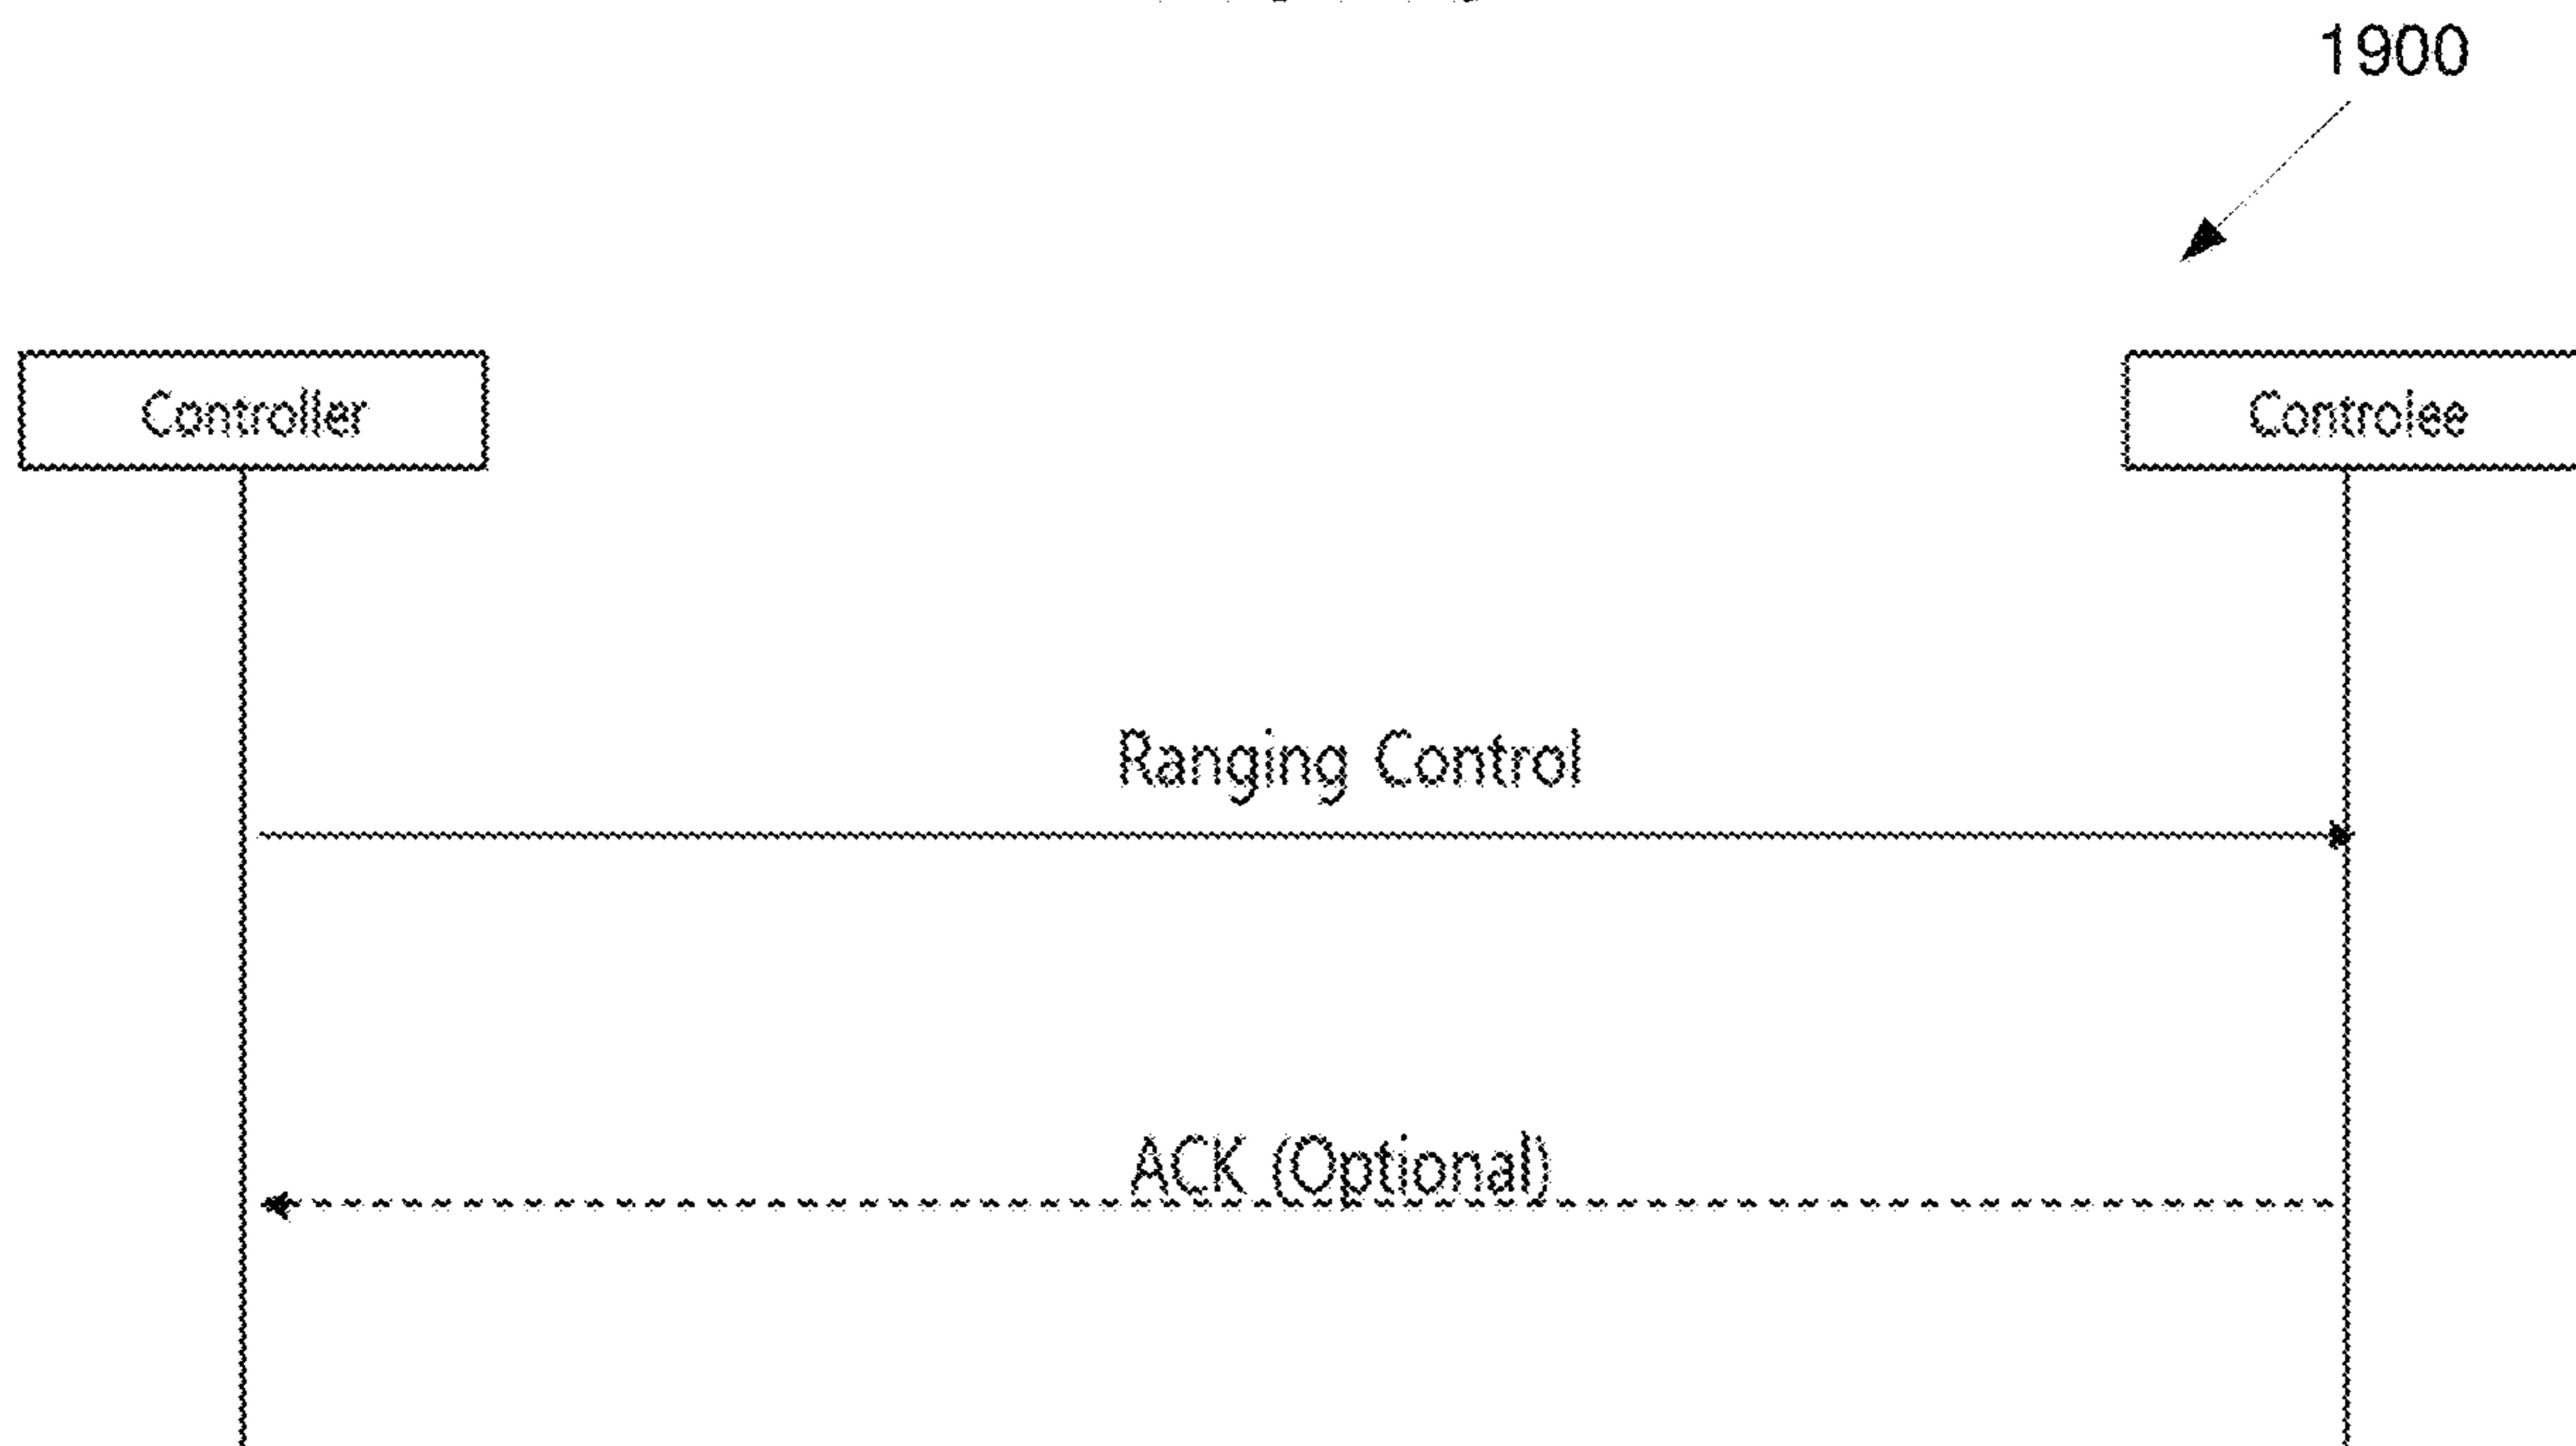 1900
Controller
Controlee
Ranging Control
ACK (Optional)